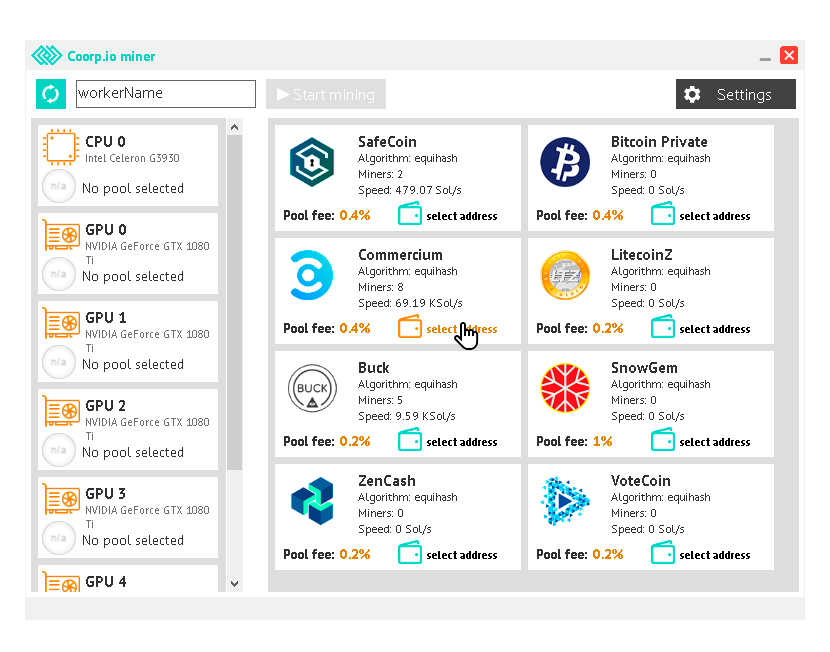 Coorp.io miner
workerName
Start mining
Settings
CPU 0
Intel Celeron G3930
n/a
No pool selected
GPU 0
NVIDIA GeForce GTX 1080
Ti
n/a
No pool selected
GPU 1
NVIDIA GeForce GTX 1080
Ti
n/a
No pool selected
GPU 2
NVIDIA GeForce GTX 1080
Ti
n/a
No pool selected
GPU 3
NVIDIA GeForce GTX 1080
Ti
n/a
No pool selected
GPU 4
SafeCoin
Algorithm: equihash
Miners: 2
Speed: 479.07 Sol/s
Pool fee: 0.4%
select address
Bitcoin Private
Algorithm: equihash
Miners: 0
Speed: 0 Sol/s
Pool fee: 0.4%
select address
Commercium
Algorithm: equihash
Miners: 8
Speed: 69.19 KSol/s
Pool fee: 0.4%
select address
LTZ
LitecoinZ
Algorithm: equihash
Miners: 0
Speed: 0 Sol/s
Pool fee: 0.2%
select address
BUCK
Buck
Algorithm: equihash
Miners: 5
Speed: 9.59 KSol/s
Pool fee: 0.2%
select address
SnowGem
Algorithm: equihash
Miners: 0
Speed: 0 Sol/s
Pool fee: 1%
select address
ZenCash
Algorithm: equihash
Miners: 0
Speed: 0 Sol/s
Pool fee: 0.2%
select address
VoteCoin
Algorithm: equihash
Miners: 0
Speed: 0 Sol/s
Pool fee: 0.2%
select address